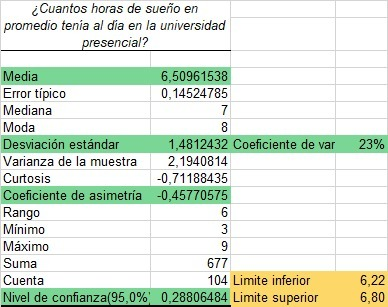 ¿Cuantos horas de sueño en
promedio tenía al dia en la universidad
presencial?
Media 6,50961538
Error típico 0,14524785
Mediana 7
Moda 8
Desviación estándar 1,4812432 Coeficiente de var 23%
Varianza de la muestra 2,1940814
Curtosis -0,71188435
Coeficiente de asimetría -0,45770575
Rango 6
Mínimo 3
Máximo 9
Suma 677
Cuenta 104 Limite inferior 6,22
Nivel de confianza(95,0% 0,28806484 Limite superior 6,80